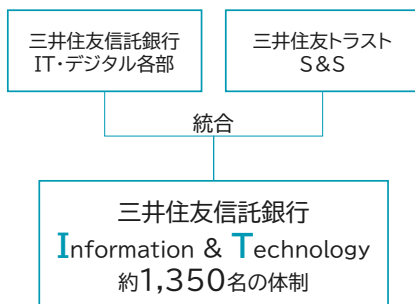 三井住友信託銀行
IT・デジタル各部
三井住友トラスト
S&S
統合
三井住友信託銀行
Information & Technology
約1,350名の体制